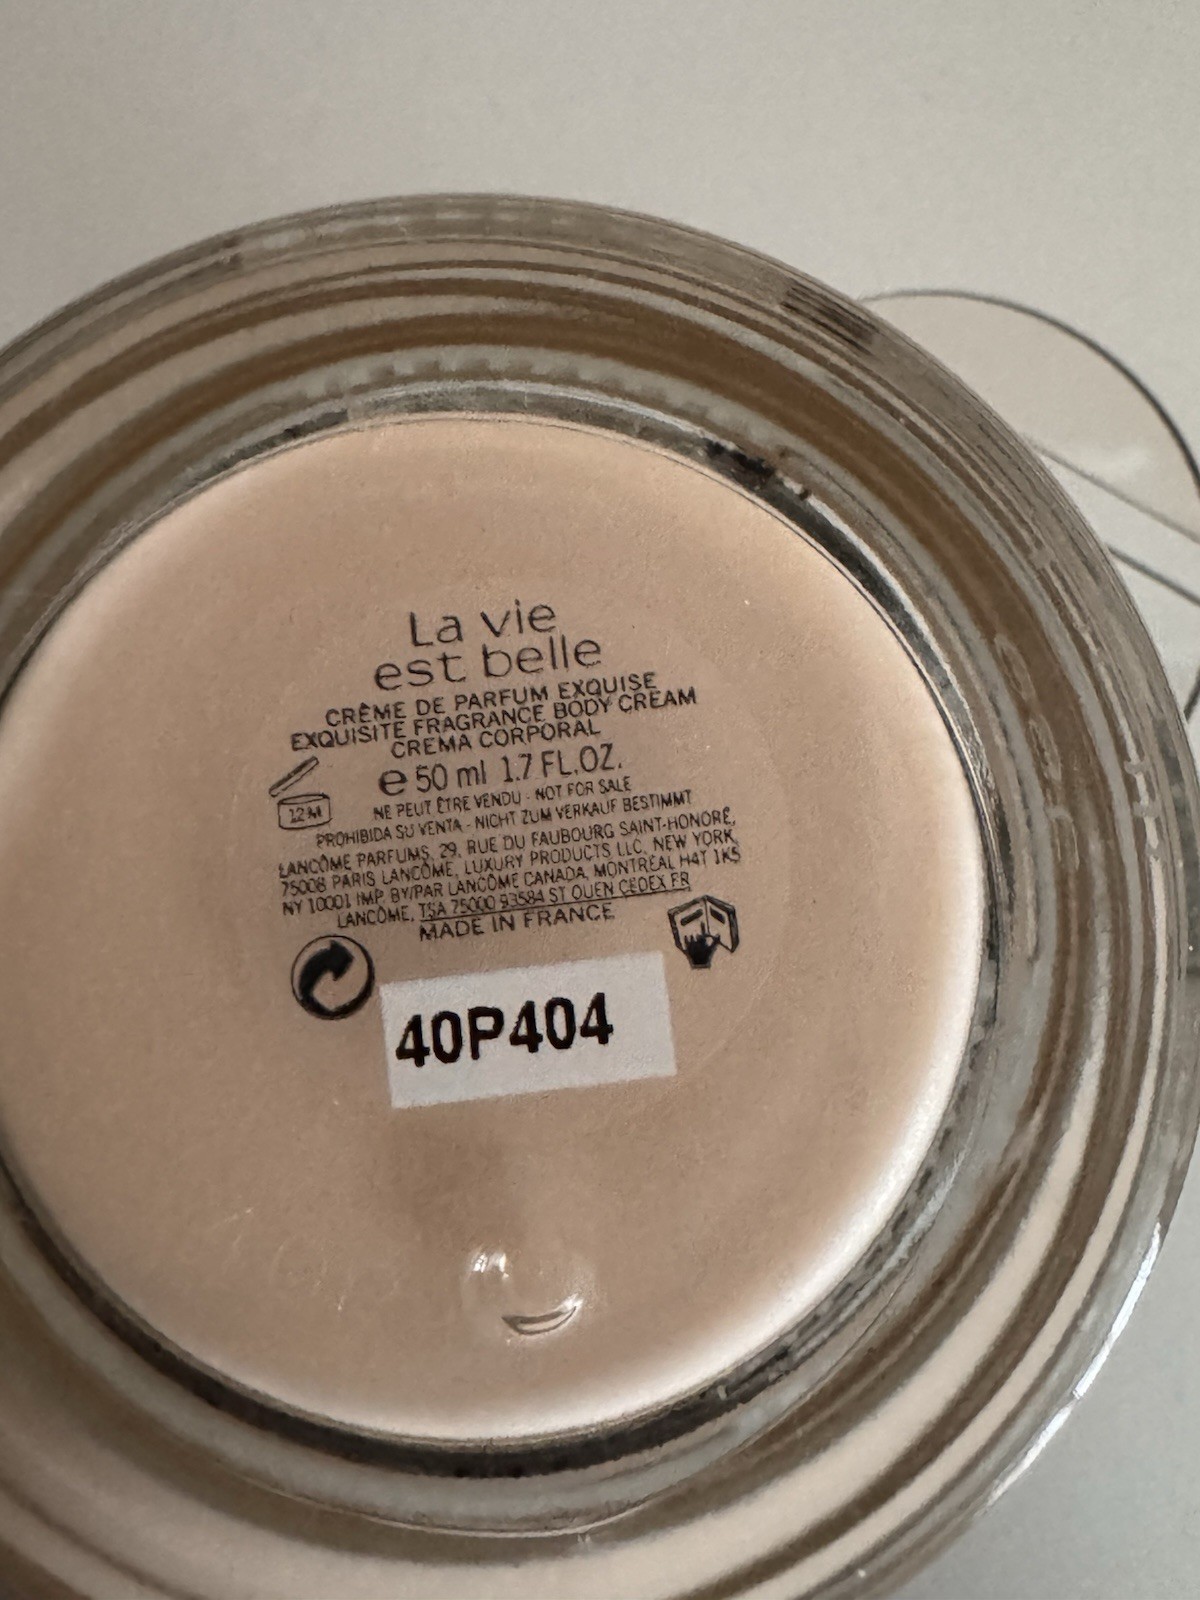 La vie
est belle
CRÈME DE PARFUM EXQUISE
EXQUISITE FRAGRANCE BODY CREAM
CREMA CORPORAL
℮ 50 ml 1.7 FL.OZ.
12 M
NE PEUT ÊTRE VENDU - NOT FOR SALE
PROHIBIDA SU VENTA - NICHT ZUM VERKAUF BESTIMMT
LANCÔME PARFUMS, 29, RUE DU FAUBOURG SAINT-HONORÉ,
75008 PARIS LANCÔME, LUXURY PRODUCTS LLC, NEW YORK,
NY 10001 IMP. BY/PAR LANCÔME CANADA, MONTRÉAL H4T 1K5
LANCÔME, TSA 75000 93584 ST OUEN CEDEX FR
MADE IN FRANCE
40P404